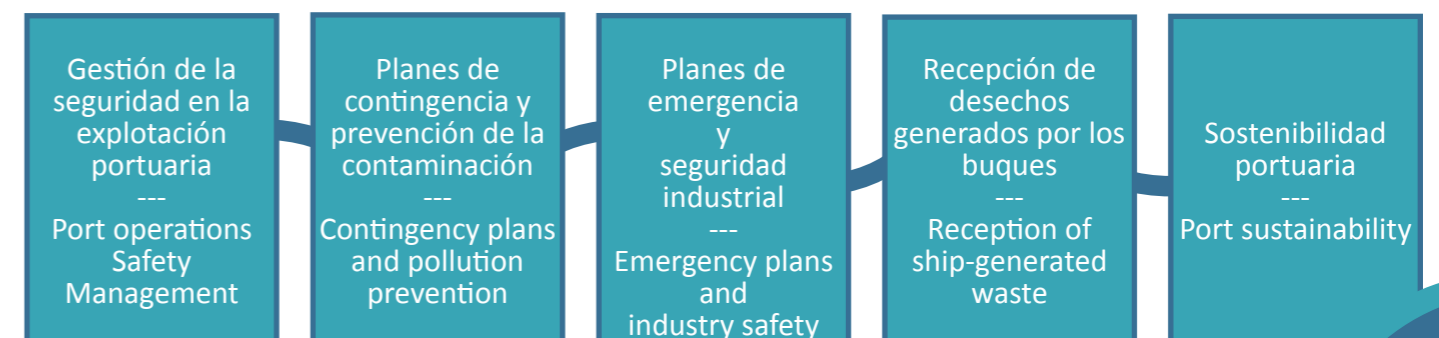 Gestión de la
seguridad en la
explotación
portuaria
---
Port operations
Safety
Management
Planes de
contingencia y
prevención de la
contaminación
---
Contingency plans
and pollution
prevention
Planes de
emergencia
y
seguridad
industrial
---
Emergency plans
and
industry safety
Recepción de
desechos
generados por los
buques
---
Reception of
ship-generated
waste
Sostenibilidad
portuaria
---
Port sustainability